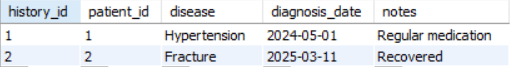 history_id patient_id disease diagnosis_date notes
1 1 Hypertension 2024-05-01 Regular medication
2 2 Fracture 2025-03-11 Recovered